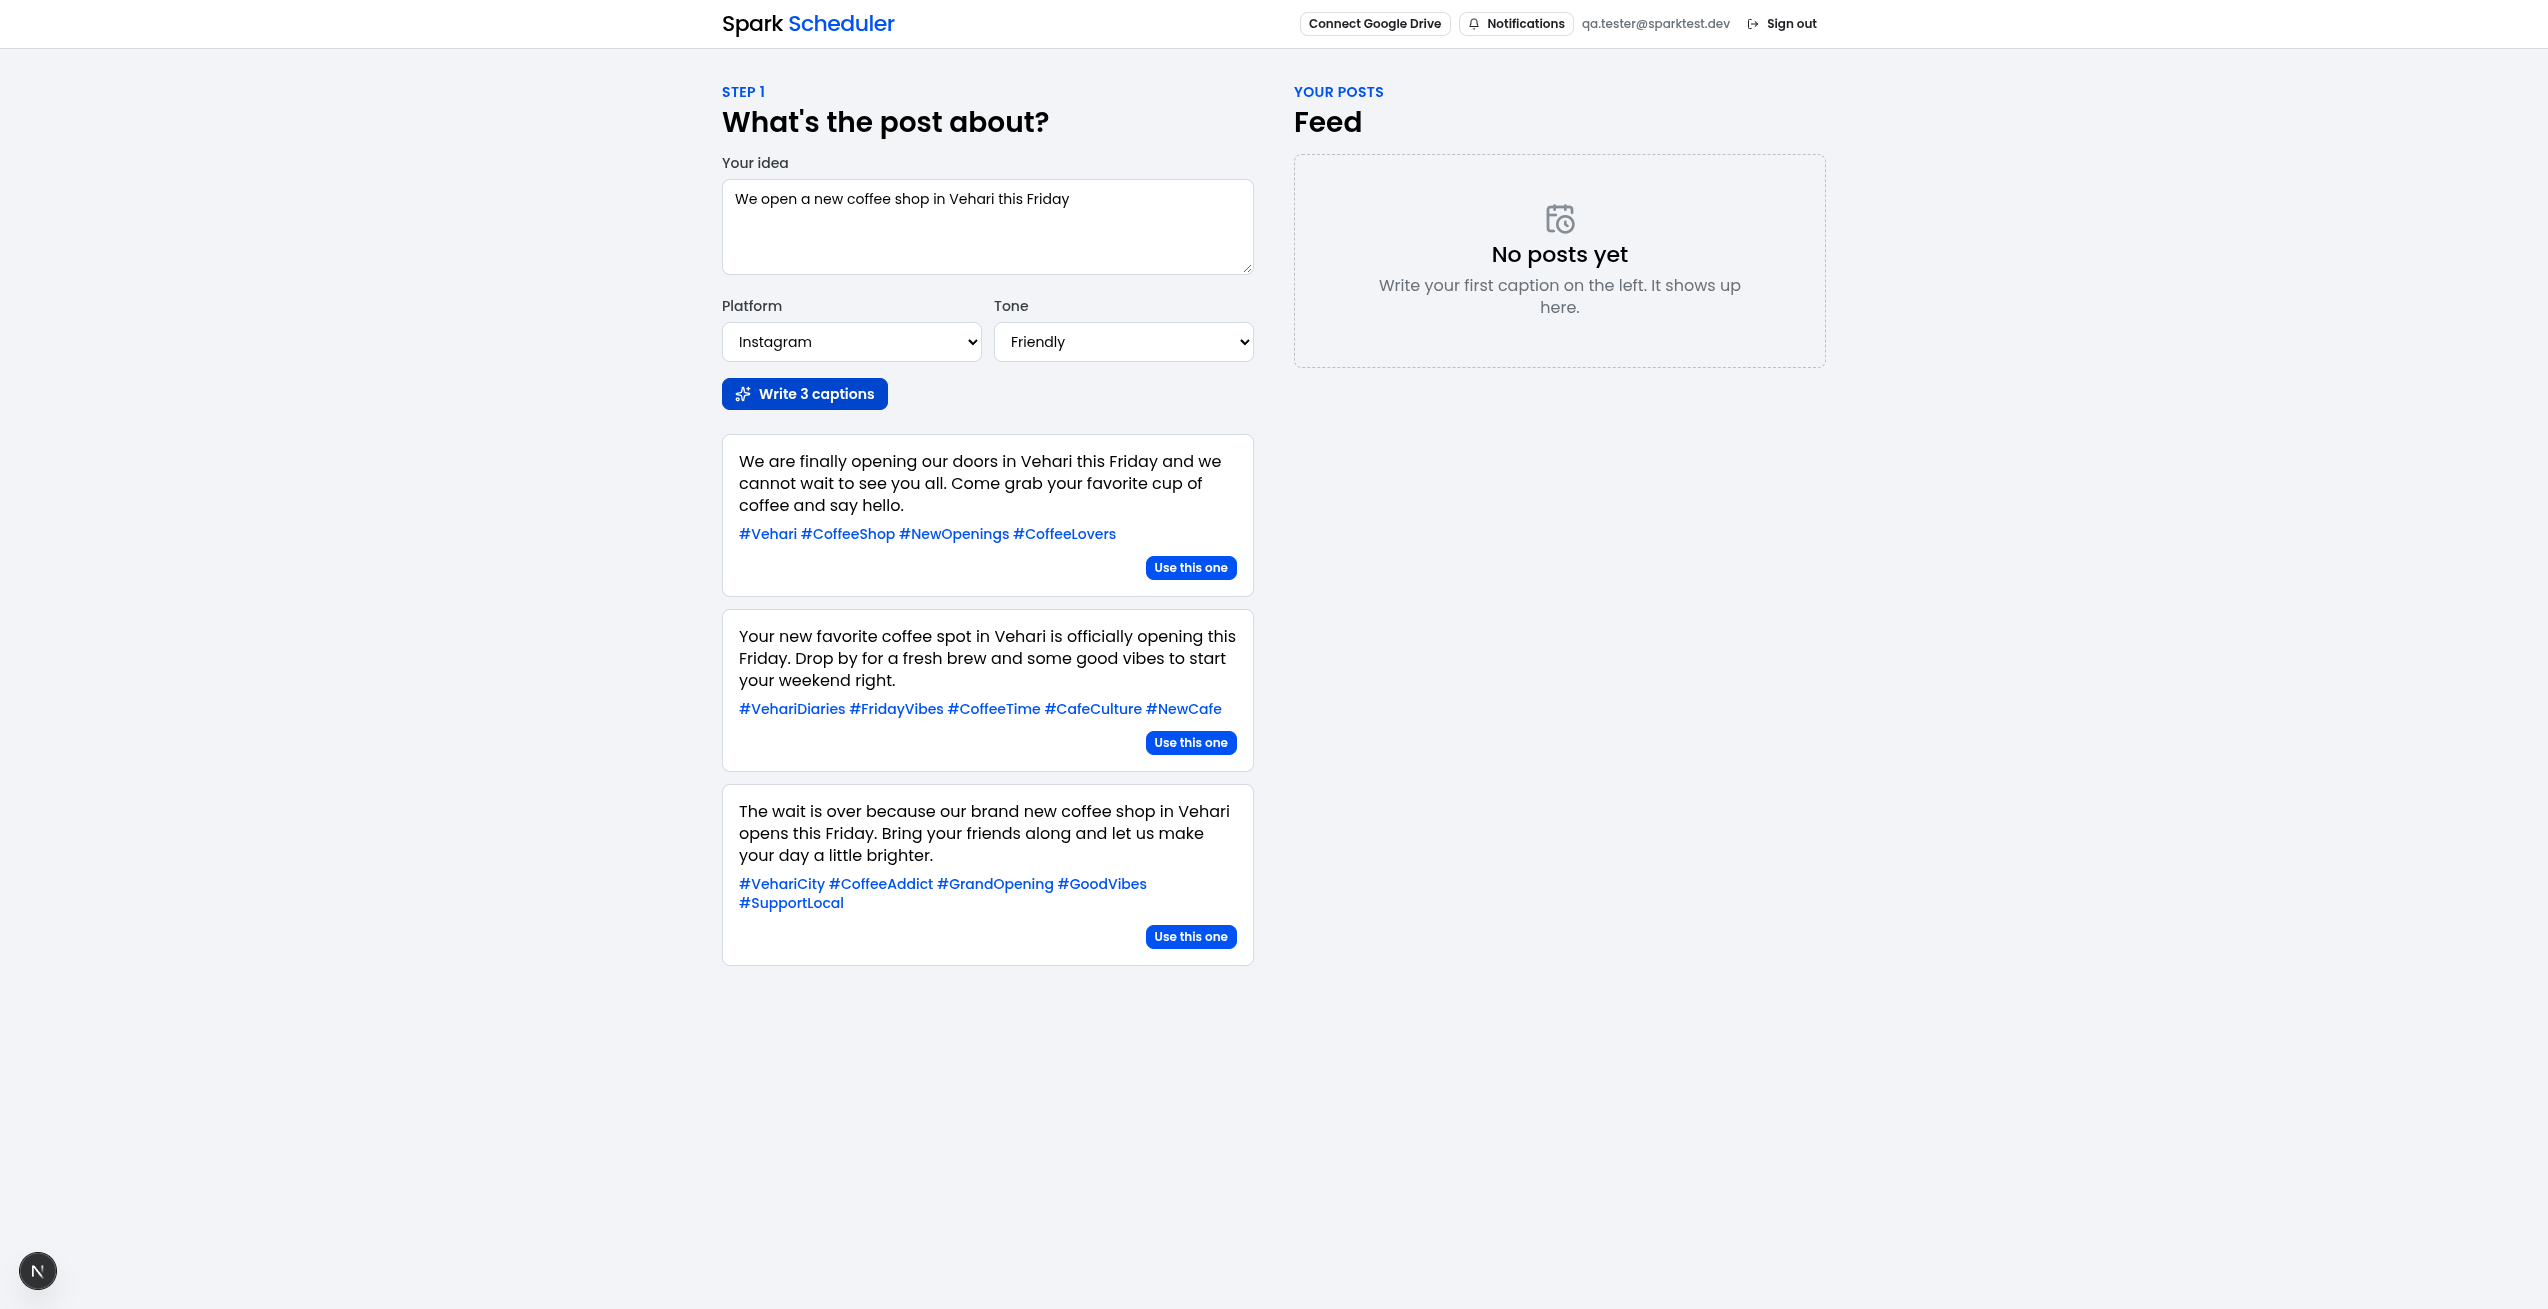 Spark Scheduler
Connect Google Drive
Notifications
qa.tester@sparktest.dev
Sign out
STEP 1
What's the post about?
Your idea
We open a new coffee shop in Vehari this Friday
Platform
Tone
Instagram
Friendly
Write 3 captions
We are finally opening our doors in Vehari this Friday and we
cannot wait to see you all. Come grab your favorite cup of
coffee and say hello.
#Vehari #CoffeeShop #NewOpenings #CoffeeLovers
Use this one
Your new favorite coffee spot in Vehari is officially opening this
Friday. Drop by for a fresh brew and some good vibes to start
your weekend right.
#VehariDiaries #FridayVibes #CoffeeTime #CafeCulture #NewCafe
Use this one
The wait is over because our brand new coffee shop in Vehari
opens this Friday. Bring your friends along and let us make
your day a little brighter.
#VehariCity #CoffeeAddict #GrandOpening #GoodVibes
#SupportLocal
Use this one
YOUR POSTS
Feed
No posts yet
Write your first caption on the left. It shows up
here.
N